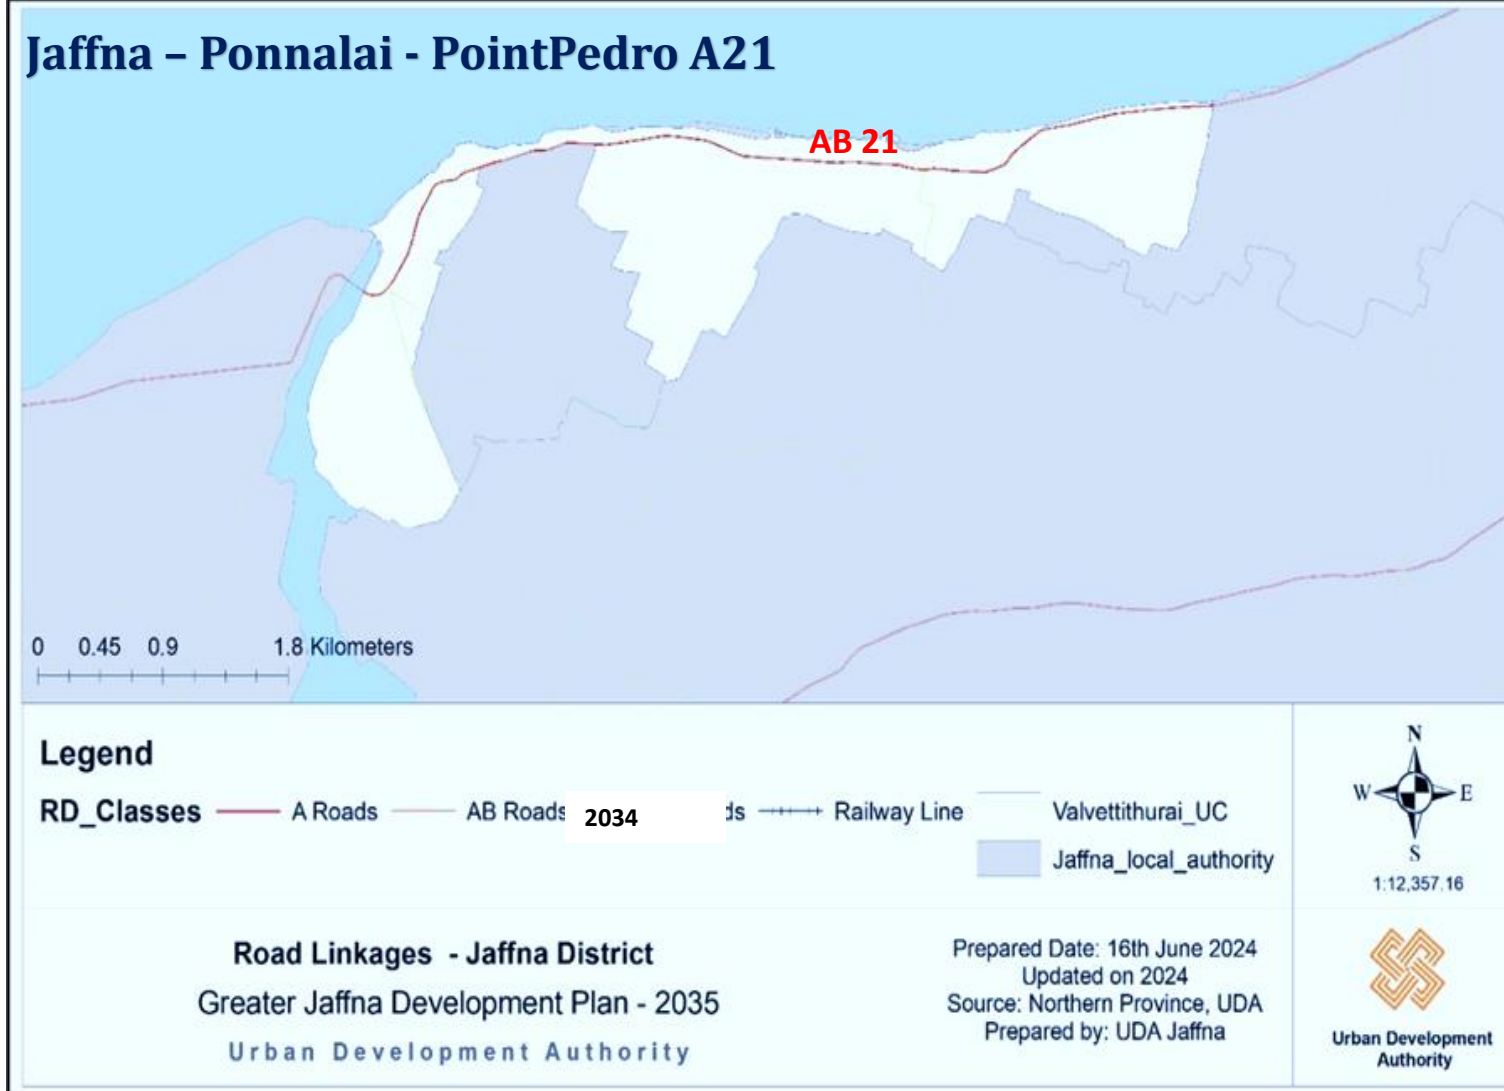 Jaffna – Ponnalai - PointPedro A21
AB 21
0 0.45 0.9 1.8 Kilometers
Legend
RD_Classes A Roads AB Roads 2034 ds Railway Line Valvettithurai_UC
Jaffna_local_authority
N
W E
S
1:12,357.16
Road Linkages - Jaffna District
Greater Jaffna Development Plan - 2035
Urban Development Authority
Prepared Date: 16th June 2024
Updated on 2024
Source: Northern Province, UDA
Prepared by: UDA Jaffna
Urban Development
Authority